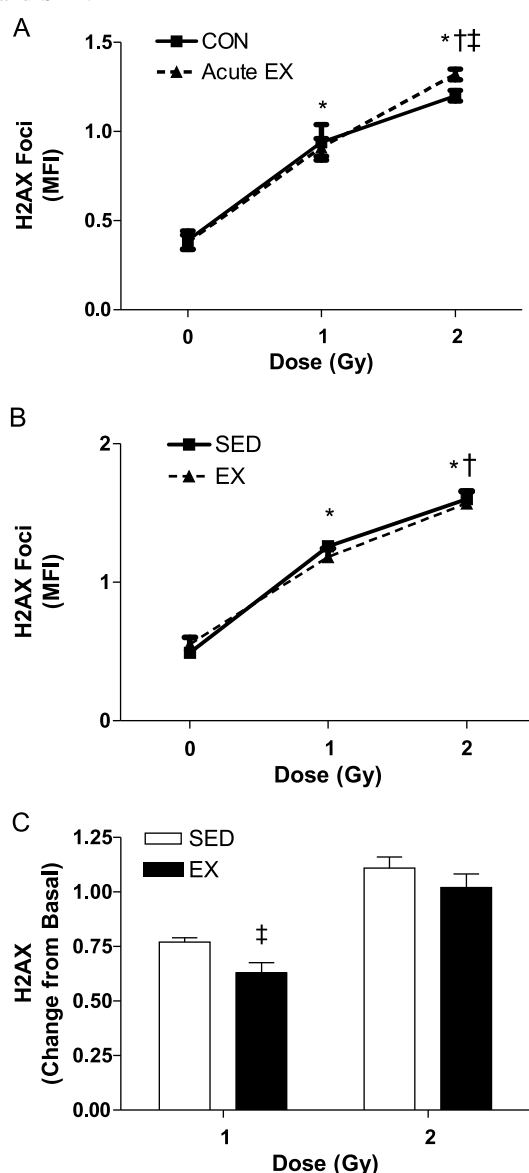 A
1.5
CON
Acute EX
*†‡
*
1.0
0.5
0.0
H2AX Foci
(MFI)
0
1
2
Dose (Gy)
B
2
SED
EX
*†
*
1
0
H2AX Foci
(MFI)
0
1
2
Dose (Gy)
C
1.25
SED
EX
1.00
‡
0.75
0.50
0.25
0.00
H2AX
(Change from Basal)
1
2
Dose (Gy)